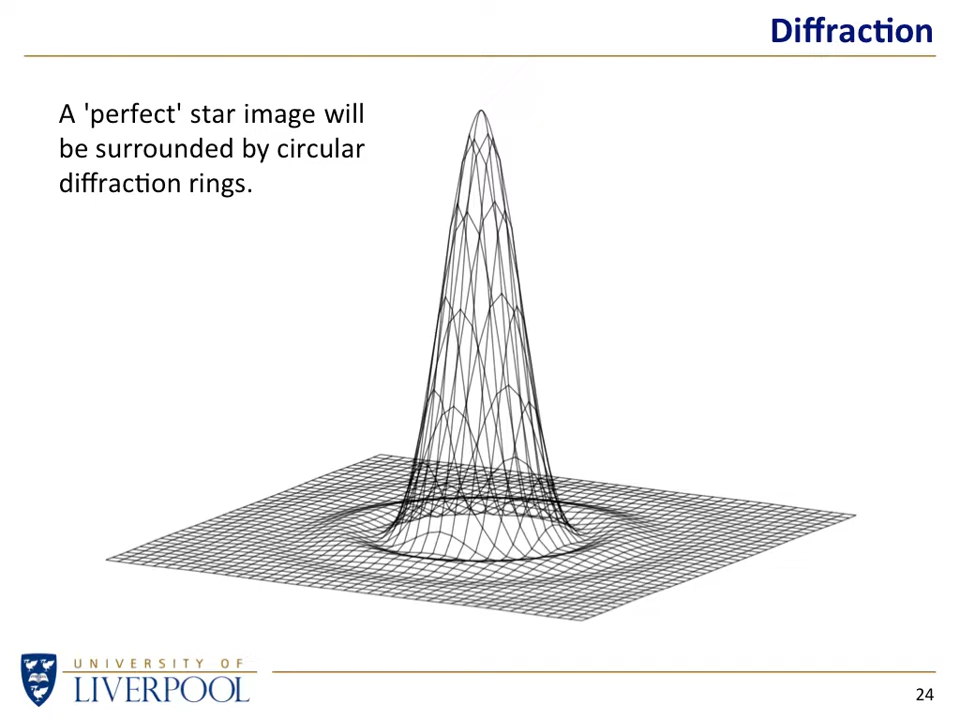 Diffraction
A 'perfect' star image will
be surrounded by circular
diffraction rings.
UNIVERSITY OF
LIVERPOOL
24